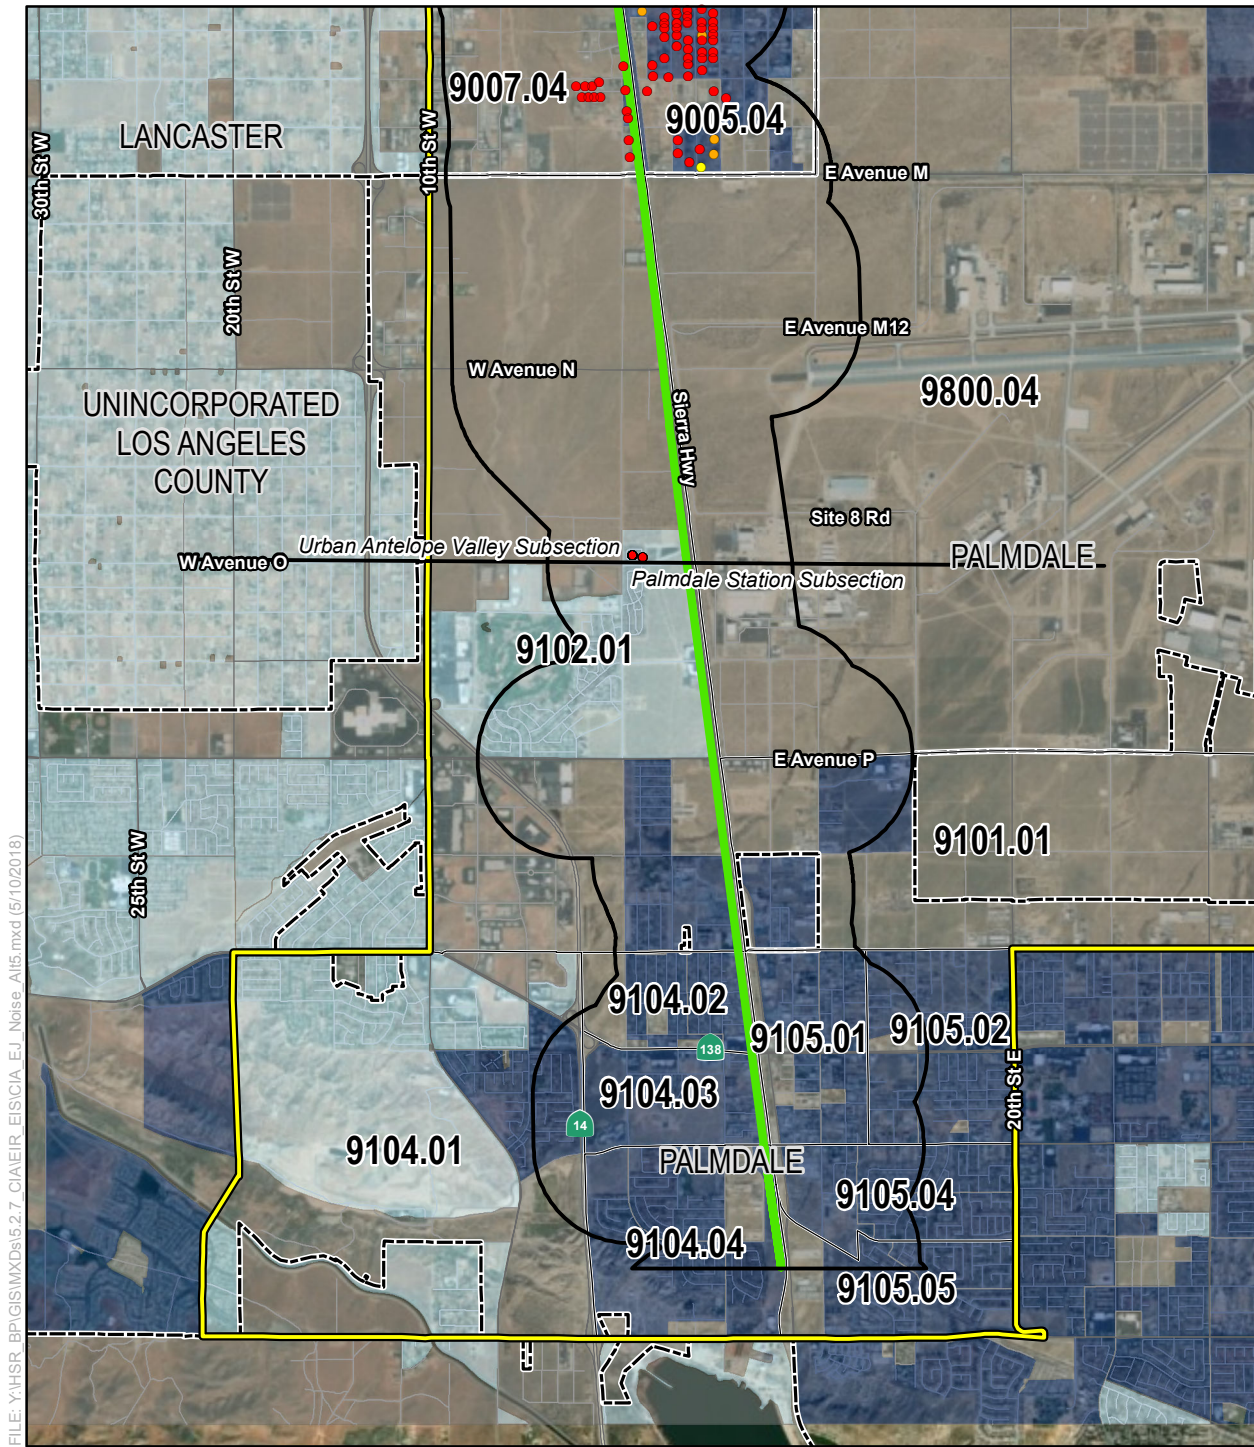 9007.04
9005.04
LANCASTER
30th St W
10th St W
E Avenue M
20th St W
E Avenue M12
W Avenue N
9800.04
UNINCORPORATED
LOS ANGELES
COUNTY
Sierra Hwy
Site 8 Rd
Urban Antelope Valley Subsection
W Avenue O
PALMDALE
Palmdale Station Subsection
9102.01
E Avenue P
9101.01
25th St W
9104.02
9105.01
9105.02
138
9104.03
14
20th St E
9104.01
PALMDALE
9105.04
9104.04
9105.05
FILE: Y:\HSR_BP\GIS\MXDs\5.2.7_CIAEIR_EIS\CIA_EJ_Noise_Alt5.mxd (5/10/2018)